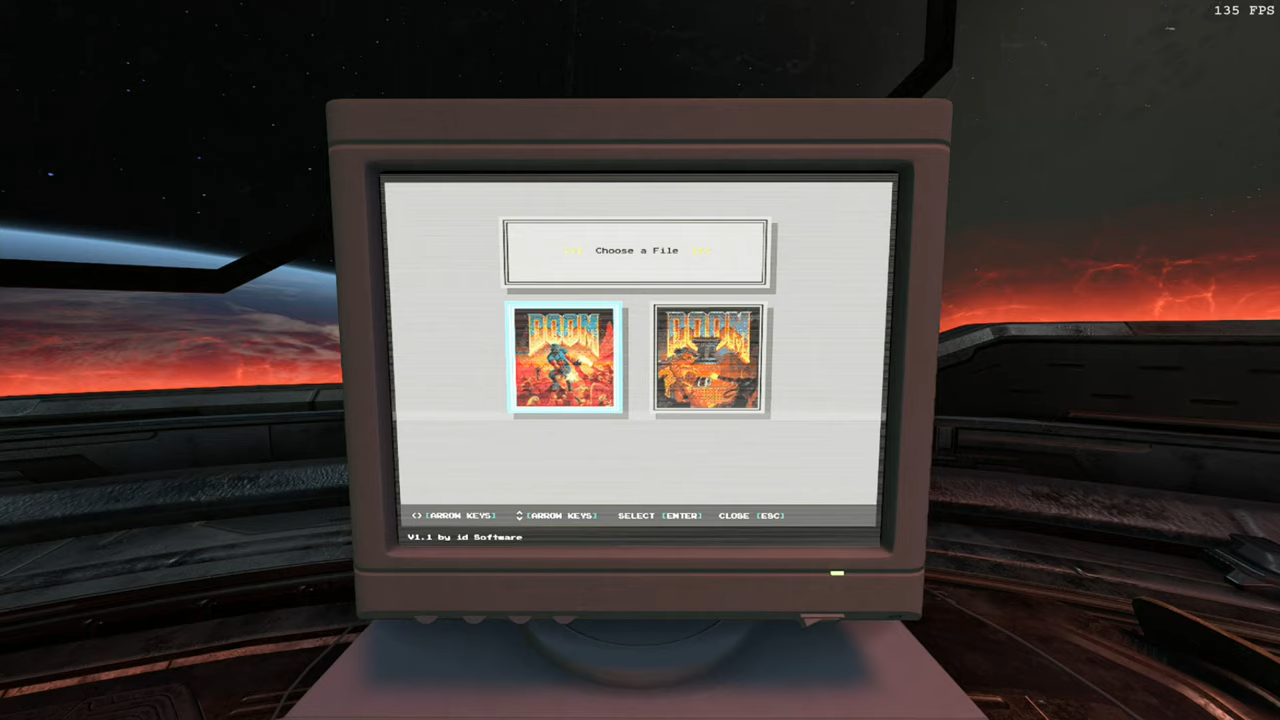 135 FPS
Choose a File
DOOM
DOOM
II
<>[ARROW KEYS] [ARROW KEYS] SELECT [ENTER] CLOSE [ESC]
V1.1 by id Software